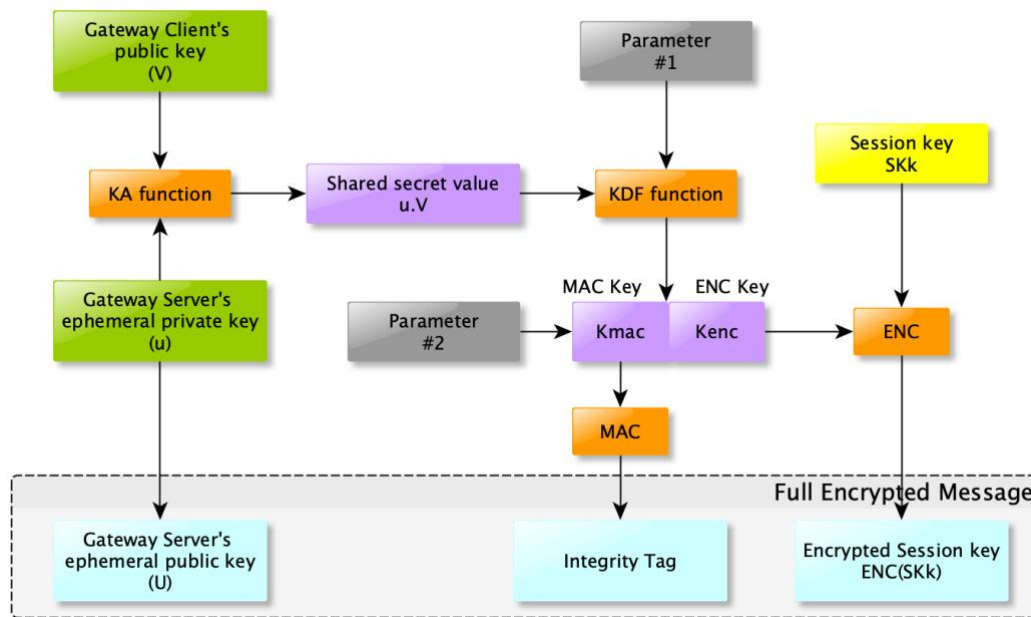 Gateway Client's
public key
(V)
Parameter
#1
Session key
SKk
KA function
Shared secret value
u.V
KDF function
Gateway Server's
ephemeral private key
(u)
MAC Key
ENC Key
Parameter
#2
Kmac
Kenc
ENC
MAC
Full Encrypted Message
Gateway Server's
ephemeral public key
(U)
Integrity Tag
Encrypted Session key
ENC(SKk)